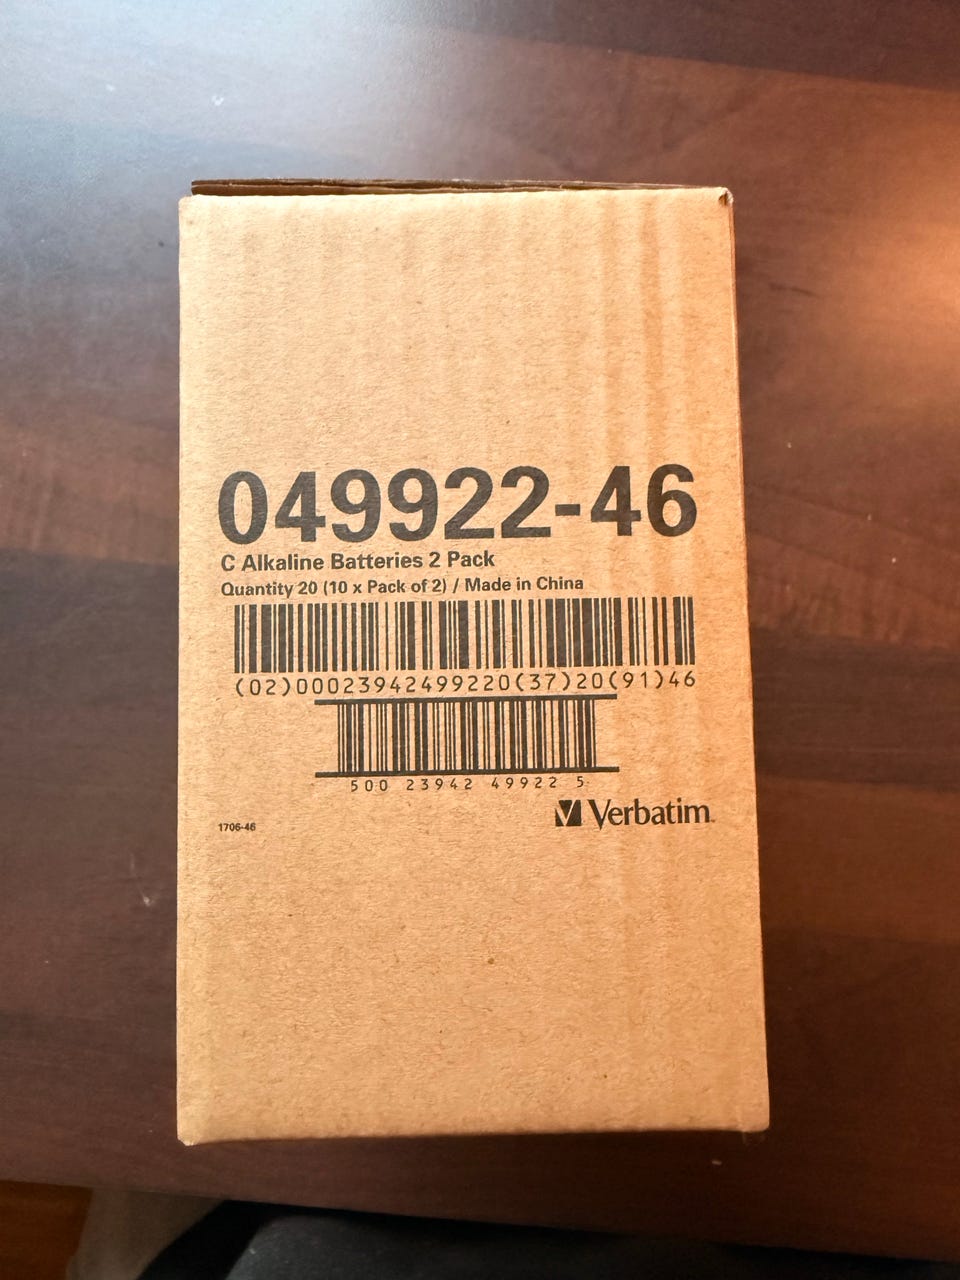 049922-46
C Alkaline Batteries 2 Pack
Quantity 20 (10 x Pack of 2) / Made in China
(02)00023942499220(37)20(91)46
500 23942 49922 5
1706-46
Verbatim